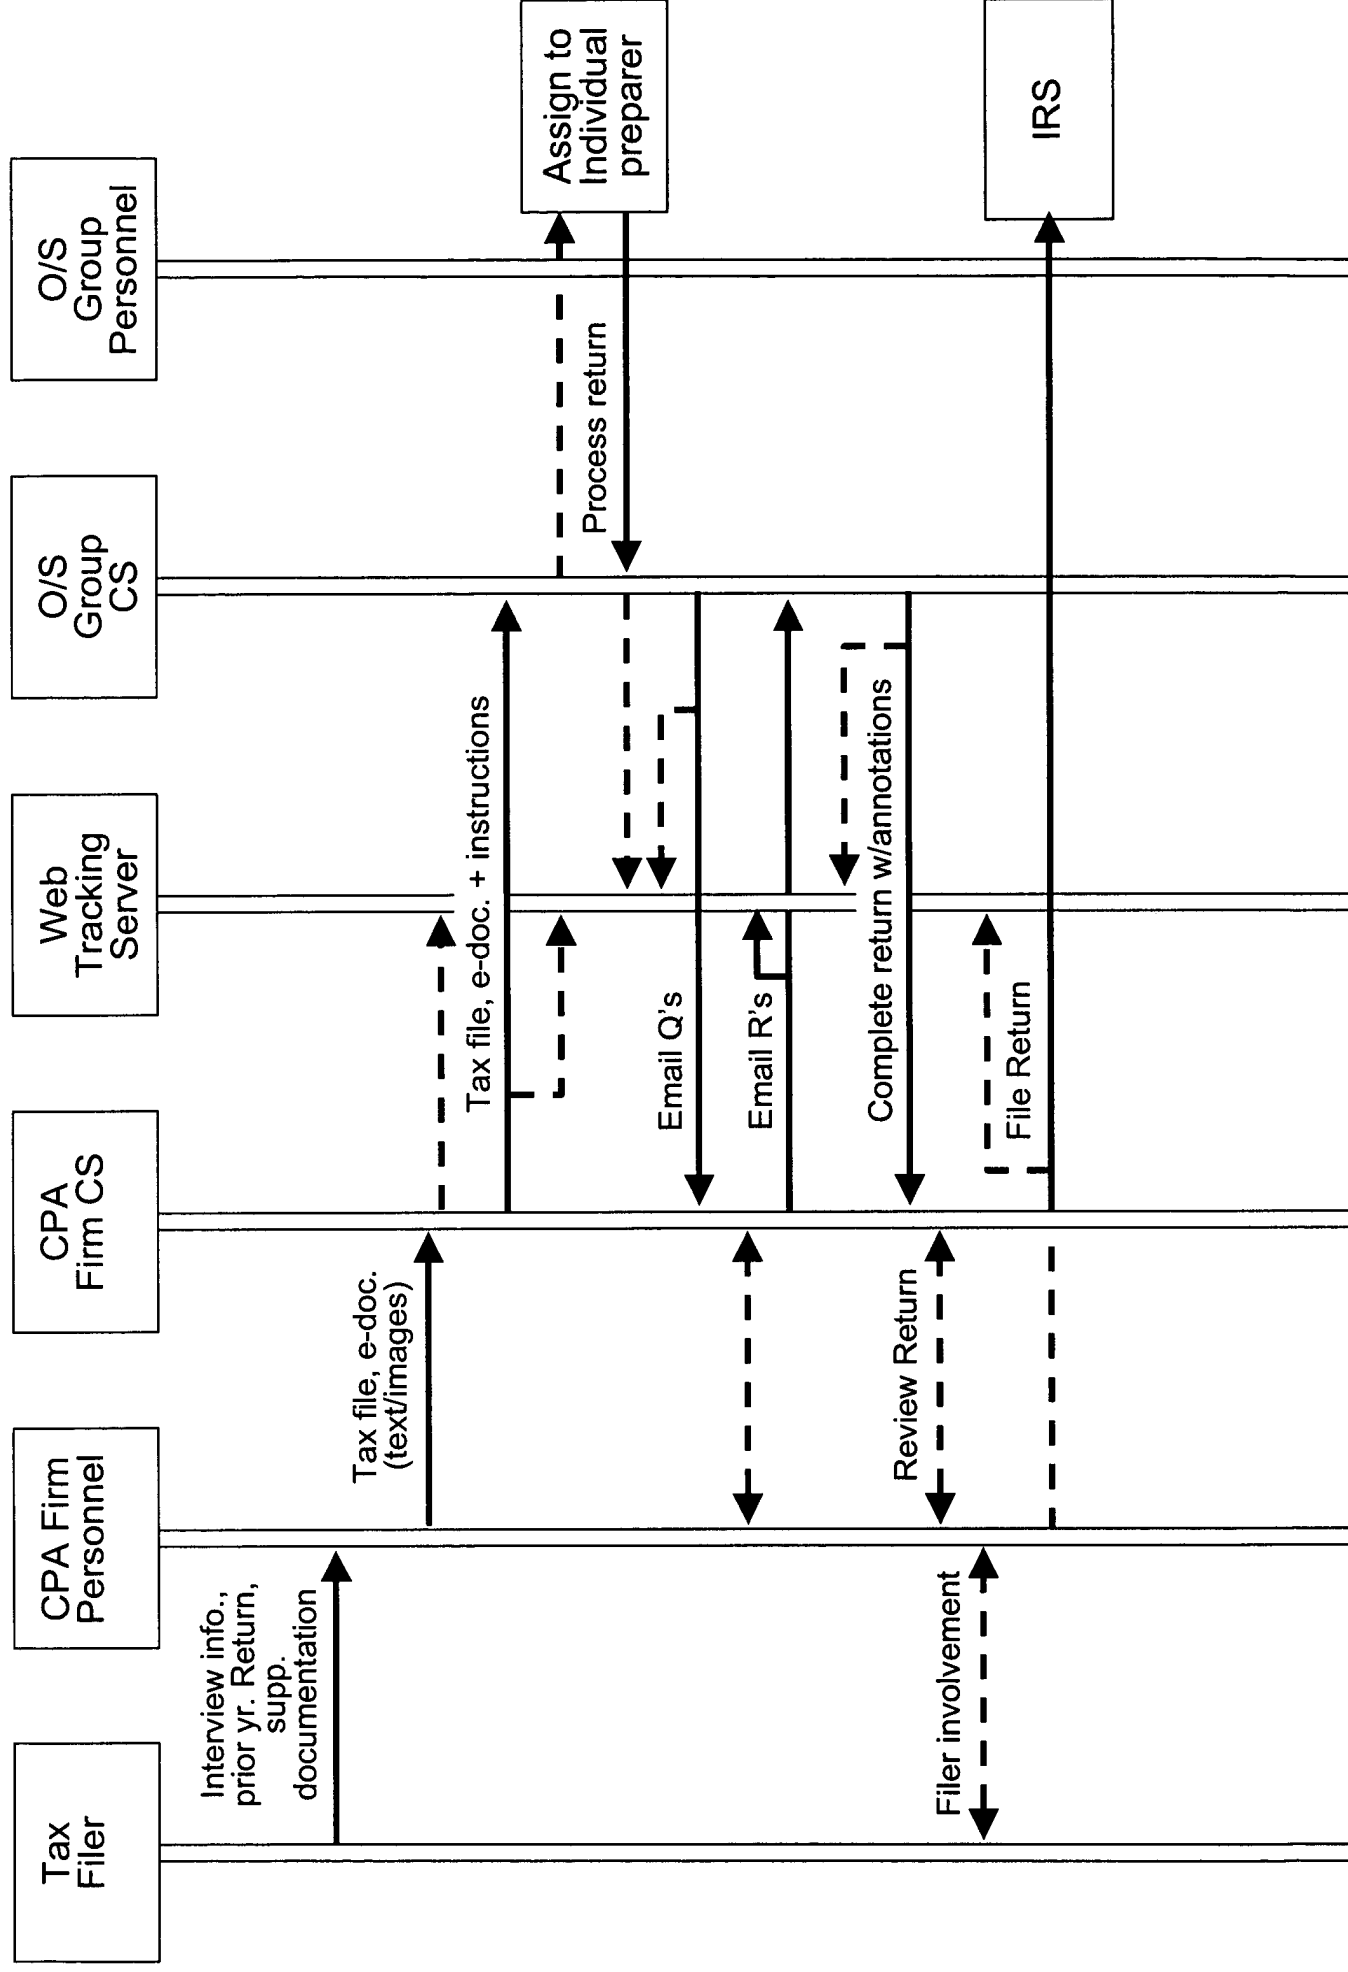 Tax
Filer
CPA Firm
Personnel
CPA
Firm CS
Web
Tracking
Server
O/S
Group
CS
O/S
Group
Personnel
Interview info.,
prior yr. Return,
supp.
documentation
Tax file, e-doc.
(text/images)
Tax file, e-doc. + instructions
Assign to
Individual
preparer
Process return
Email Q's
Email R's
Complete return w/annotations
Review Return
Filer involvement
File Return
IRS